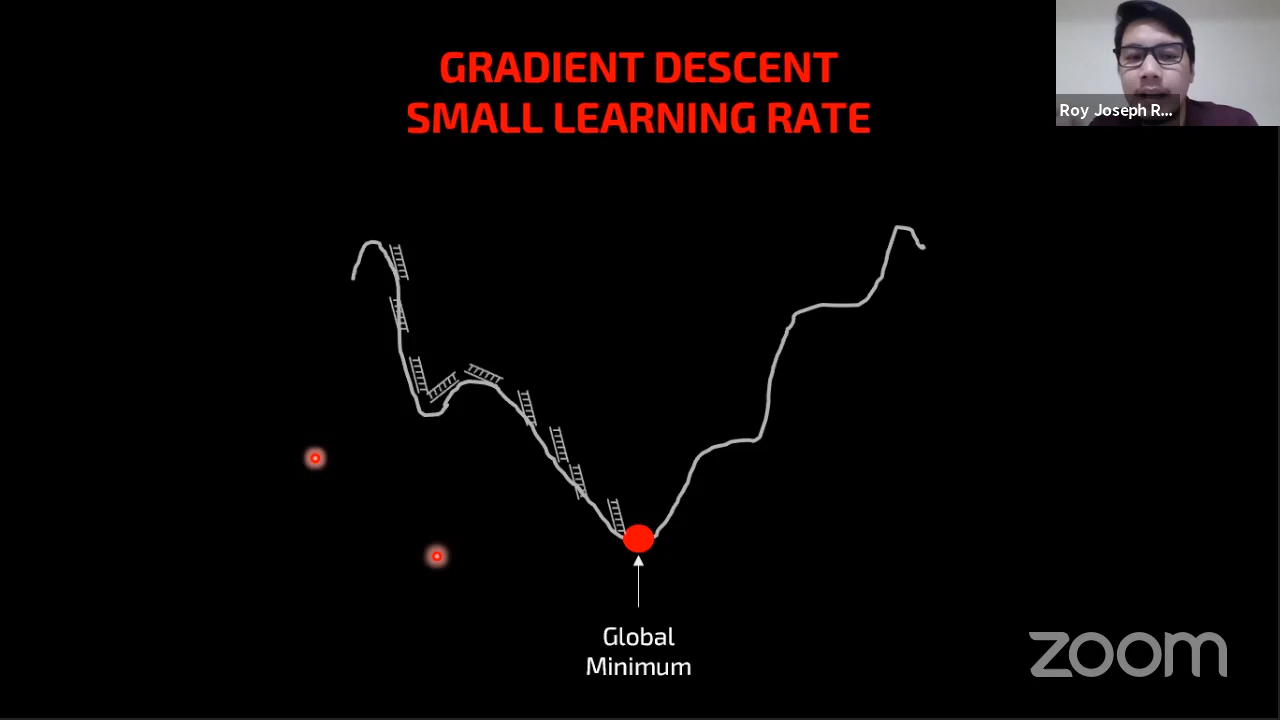 GRADIENT DESCENT
SMALL LEARNING RATE
Roy Joseph R...
Global
Minimum
zoom